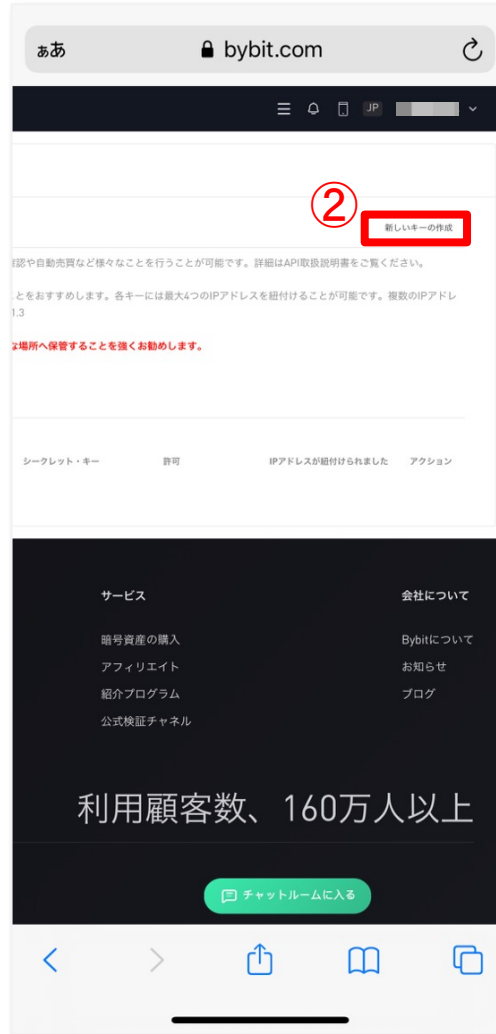 ぁあ
bybit.com
JP
②
新しいキーの作成
認や自動売買など様々なことを行うことが可能です。詳細はAPI取扱説明書をご覧ください。
とをおすすめします。各キーには最大4つのIPアドレスを紐付けることが可能です。複数のIPアドレ
1.3
な場所へ保管することを強くお勧めします。
シークレット・キー 許可 IPアドレスが紐付けられました アクション
サービス 会社について
暗号資産の購入 Bybitについて
アフィリエイト お知らせ
紹介プログラム ブログ
公式検証チャネル
利用顧客数、160万人以上
チャットルームに入る